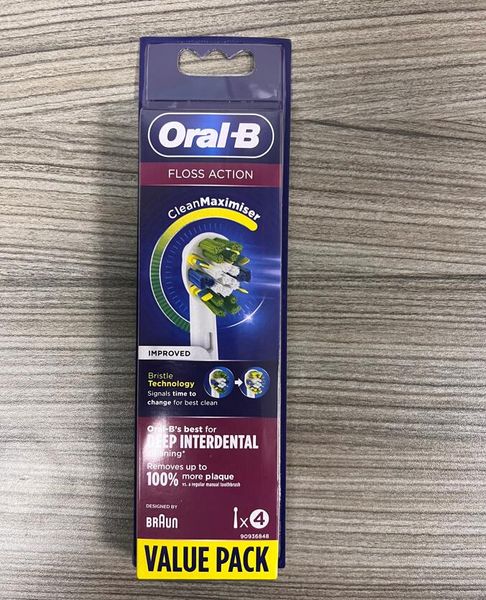 Oral-B
FLOSS ACTION
CleanMaximiser
IMPROVED
Bristle
Technology
Signals time to
change for best clean
Oral-B's best for
DEEP INTERDENTAL
cleaning*
Removes up to
100% more plaque
vs. a regular manual toothbrush
DESIGNED BY
BRAUN
x4
90936848
VALUE PACK